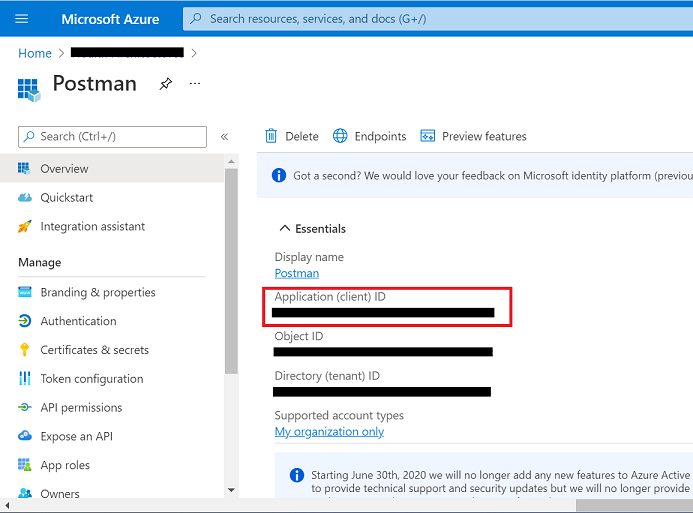 Microsoft Azure
Search resources, services, and docs (G+/)
Home
Postman
Search (Ctrl+/)
Overview
Quickstart
Integration assistant
Manage
Branding & properties
Authentication
Certificates & secrets
Token configuration
API permissions
Expose an API
App roles
Owners
Delete
Endpoints
Preview features
Got a second? We would love your feedback on Microsoft identity platform (previou
Essentials
Display name
Postman
Application (client) ID
Object ID
Directory (tenant) ID
Supported account types
My organization only
Starting June 30th, 2020 we will no longer add any new features to Azure Active
to provide technical support and security updates but we will no longer provide